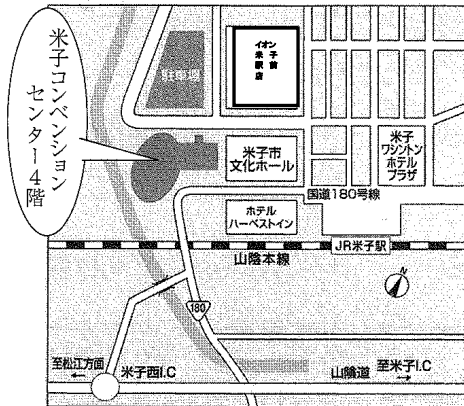 米子コンベンション
センター4階
駐車場
イオン
米子
駅前
店
米子市
文化ホール
米子
ワシントン
ホテル
プラザ
国道180号線
ホテル
ハーベストイン
JR米子駅
山陰本線
N
180
至松江方面
米子西I.C
山陰道
至米子I.C